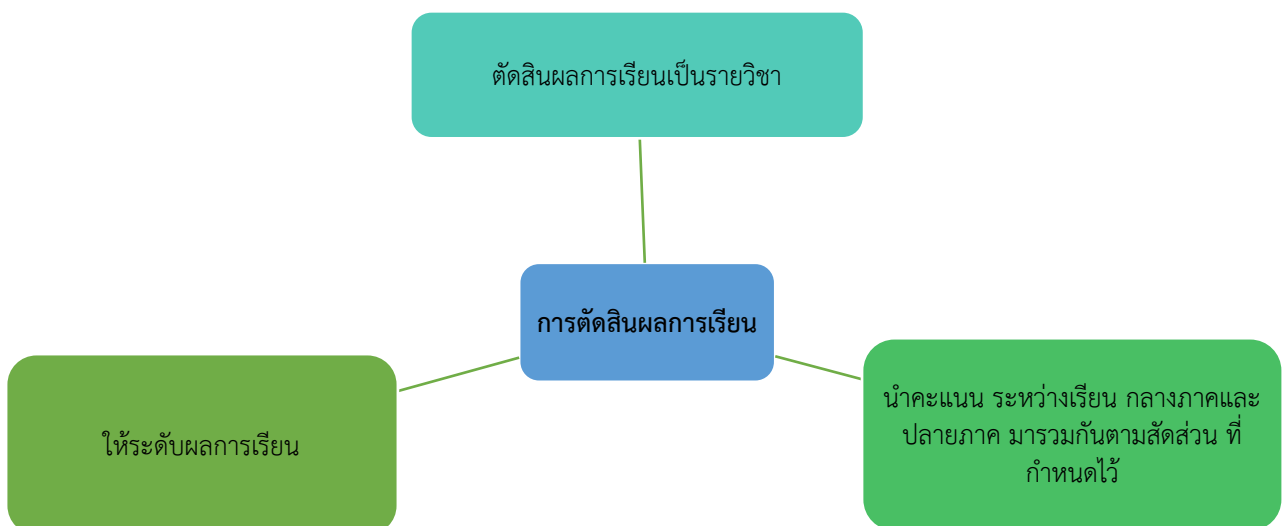 ตัดสินผลการเรียนเป็นรายวิชา
การตัดสินผลการเรียน
ให้ระดับผลการเรียน
นำคะแนน ระหว่างเรียน กลางภาคและ
ปลายภาค มารวมกันตามสัดส่วน ที่
กำหนดไว้